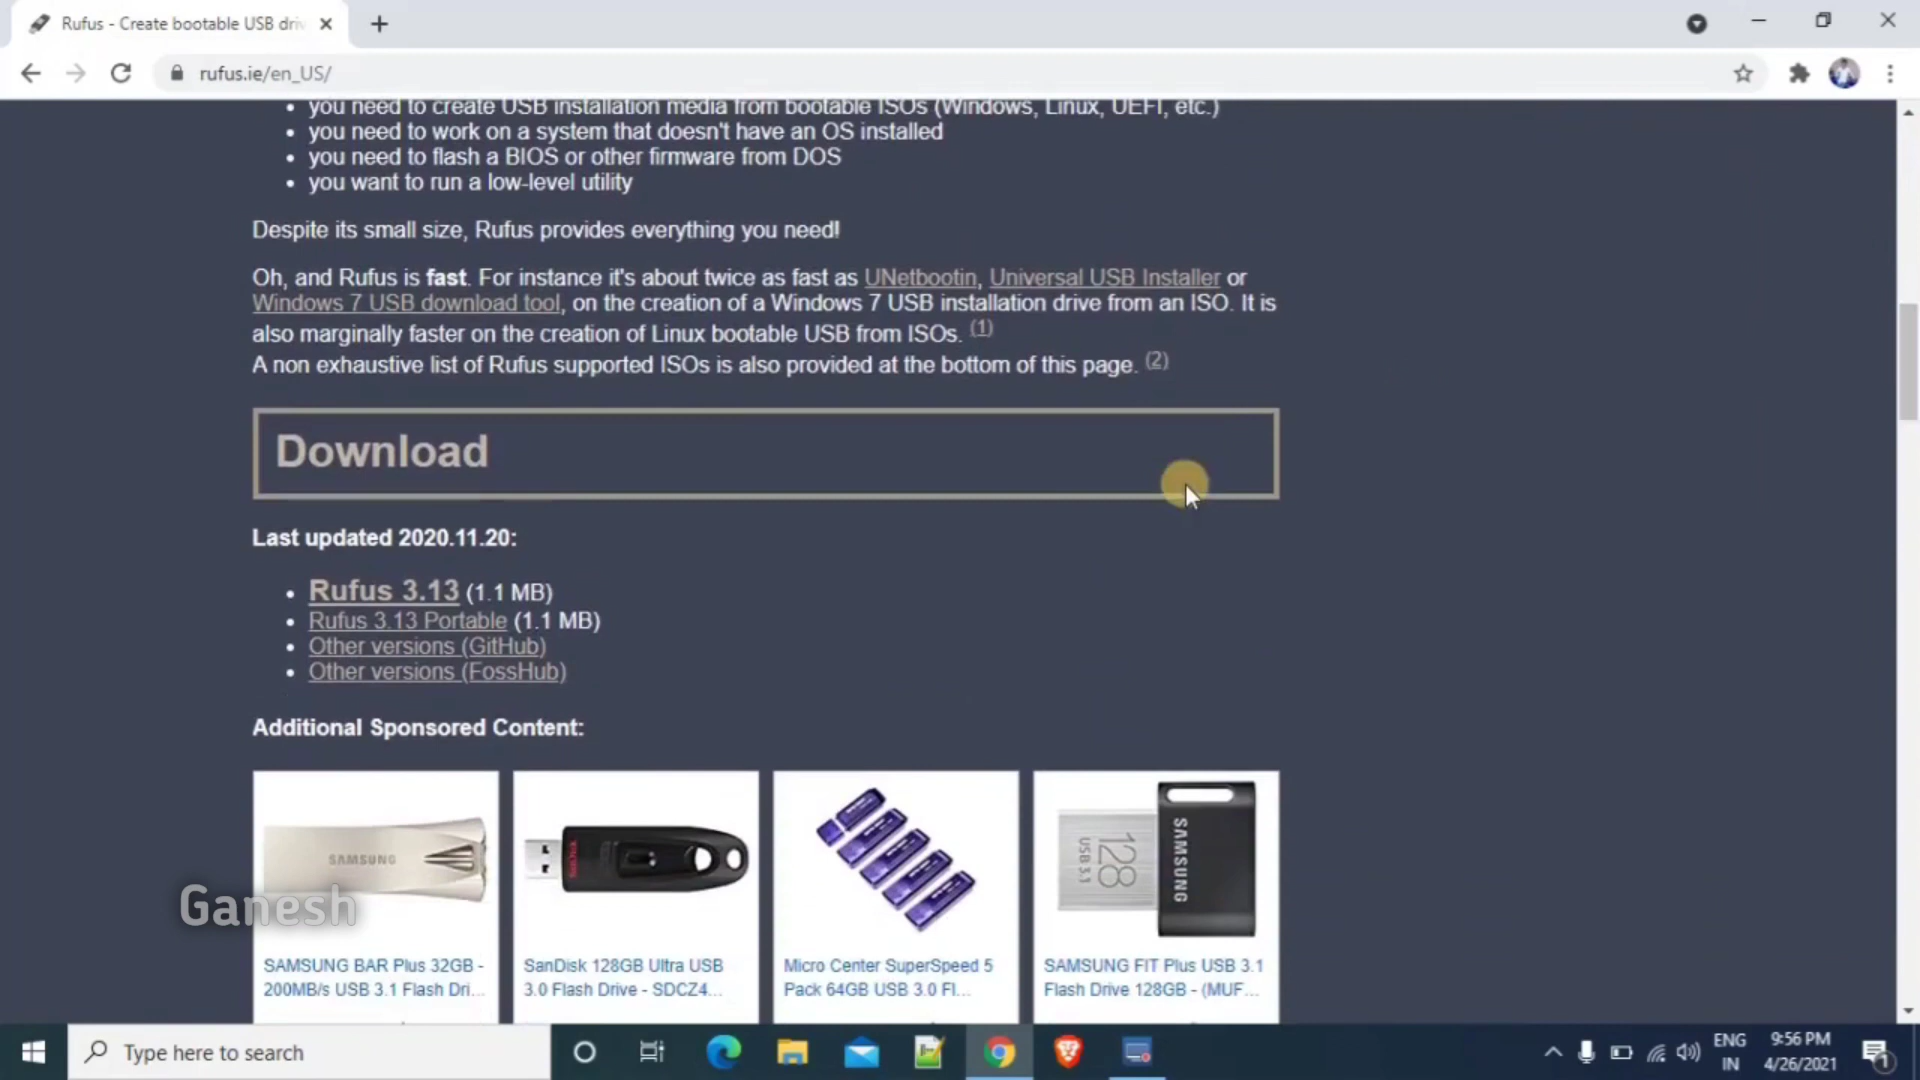 Rufus - Create bootable USB driv
rufus.ie/en_US/
you need to create USB installation media from bootable ISOs (Windows, Linux, UEFI, etc.)
you need to work on a system that doesn't have an OS installed
you need to flash a BIOS or other firmware from DOS
you want to run a low-level utility
Despite its small size, Rufus provides everything you need!
Oh, and Rufus is fast. For instance it's about twice as fast as UNetbootin, Universal USB Installer or
Windows 7 USB download tool, on the creation of a Windows 7 USB installation drive from an ISO. It is
also marginally faster on the creation of Linux bootable USB from ISOs. (1)
A non exhaustive list of Rufus supported ISOs is also provided at the bottom of this page. (2)
Download
Last updated 2020.11.20:
Rufus 3.13 (1.1 MB)
Rufus 3.13 Portable (1.1 MB)
Other versions (GitHub)
Other versions (FossHub)
Additional Sponsored Content:
SAMSUNG
SanDisk
USB 3.1
128
SAMSUNG
Ganesh
SAMSUNG BAR Plus 32GB -
200MB/s USB 3.1 Flash Dri...
SanDisk 128GB Ultra USB
3.0 Flash Drive - SDCZ4...
Micro Center SuperSpeed 5
Pack 64GB USB 3.0 Fl...
SAMSUNG FIT Plus USB 3.1
Flash Drive 128GB - (MUF...
Type here to search
ENG
IN
9:56 PM
4/26/2021
1